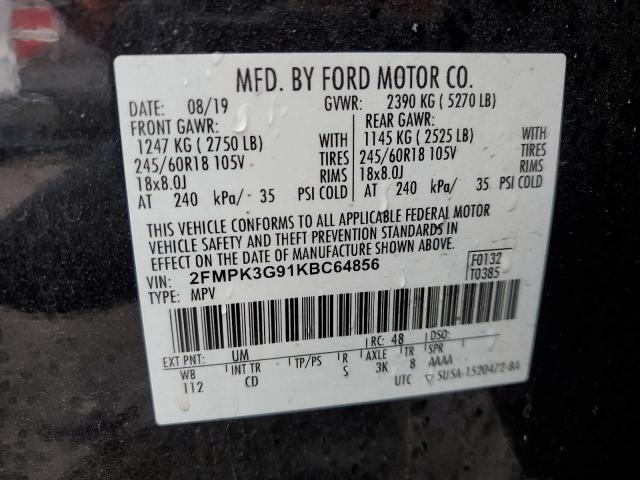 MFD. BY FORD MOTOR CO.
DATE: 08/19 GVWR: 2390 KG ( 5270 LB)
FRONT GAWR: REAR GAWR:
1247 KG ( 2750 LB) WITH 1145 KG ( 2525 LB) WITH
245/60R18 105V TIRES 245/60R18 105V TIRES
18x8.0J RIMS 18x8.0J RIMS
AT 240 kPa/ 35 PSI COLD AT 240 kPa/ 35 PSI COLD
THIS VEHICLE CONFORMS TO ALL APPLICABLE FEDERAL MOTOR
VEHICLE SAFETY AND THEFT PREVENTION STANDARDS IN
EFFECT ON THE DATE OF MANUFACTURE SHOWN ABOVE.
VIN: 2FMPK3G91KBC64856 F0132
TYPE: MPV T0385
EXT PNT: UM RC: 48 DSO:
WB INT TR TP/PS R AXLE TR SPR
112 CD S 3K 8 AAAA
UTC 5U5A-1520472-BA